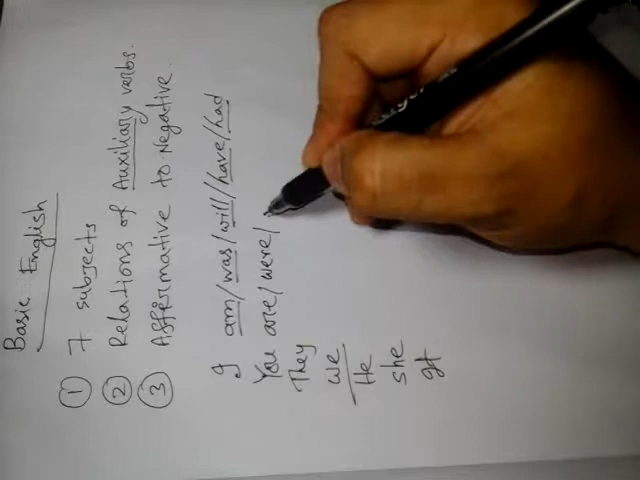 Basic English
① 7 subjects
② Relations of Auxiliary verbs.
③ Affirmative to Negative.
I am/was/will/have/had
You are/were/
They
We
He
she
It